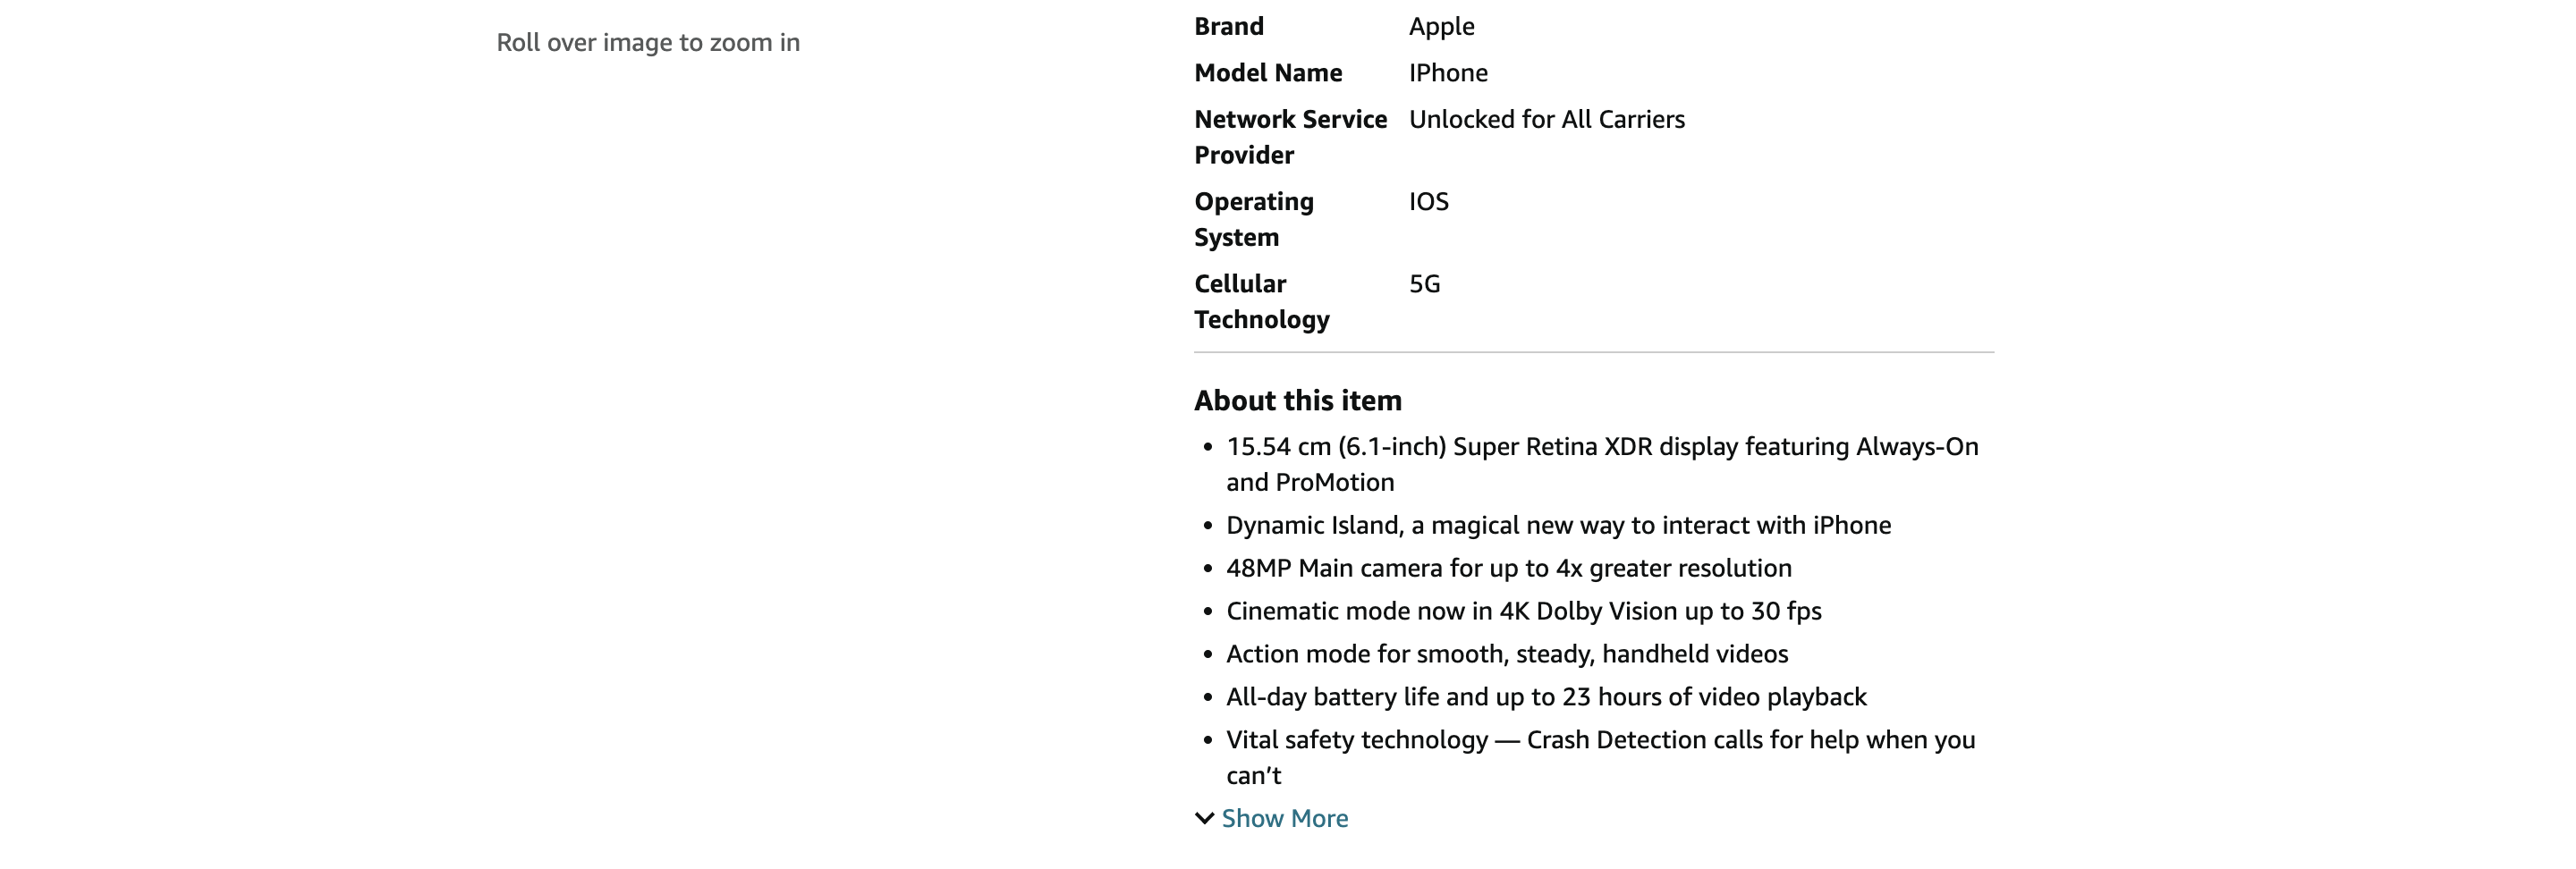 Roll over image to zoom in
Brand Apple
Model Name IPhone
Network Service Unlocked for All Carriers
Provider
Operating IOS
System
Cellular 5G
Technology
About this item
• 15.54 cm (6.1-inch) Super Retina XDR display featuring Always-On
and ProMotion
• Dynamic Island, a magical new way to interact with iPhone
• 48MP Main camera for up to 4x greater resolution
• Cinematic mode now in 4K Dolby Vision up to 30 fps
• Action mode for smooth, steady, handheld videos
• All-day battery life and up to 23 hours of video playback
• Vital safety technology — Crash Detection calls for help when you
can’t
Show More